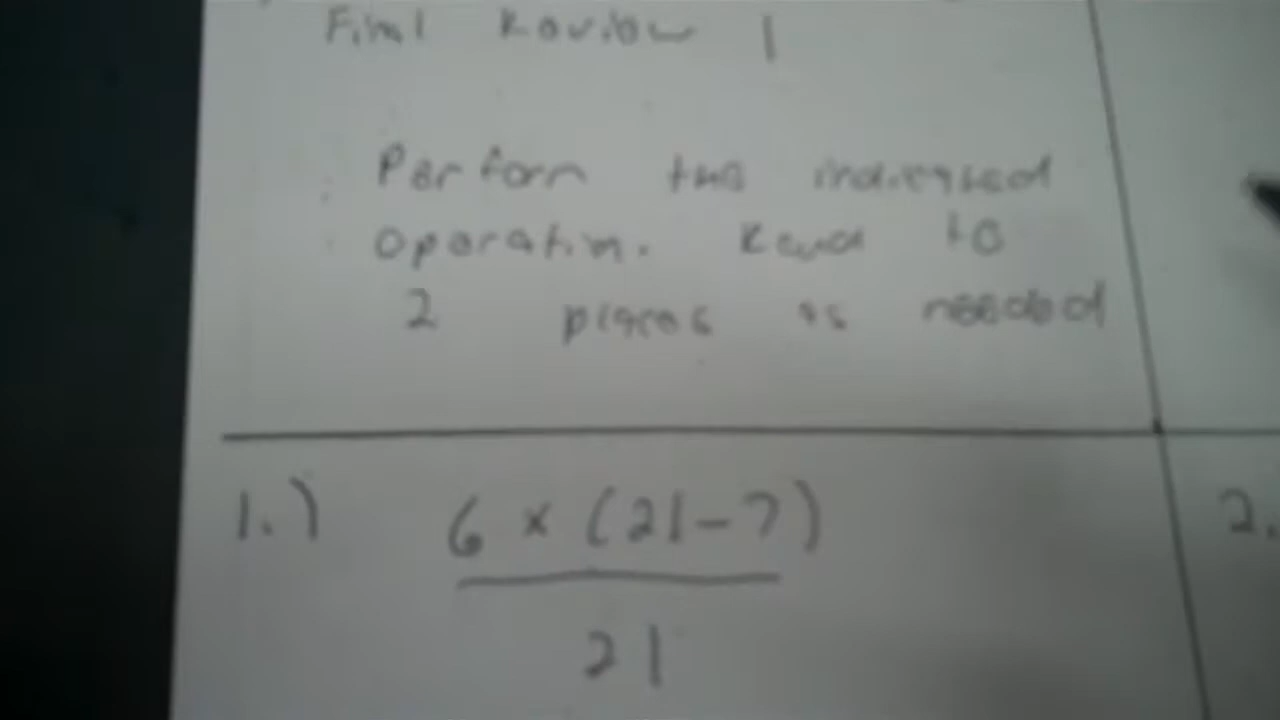 Final Review 1
Perform the indicated
operation. Round to
2 places as needed
1.) 6 x (21-7)
21
2.